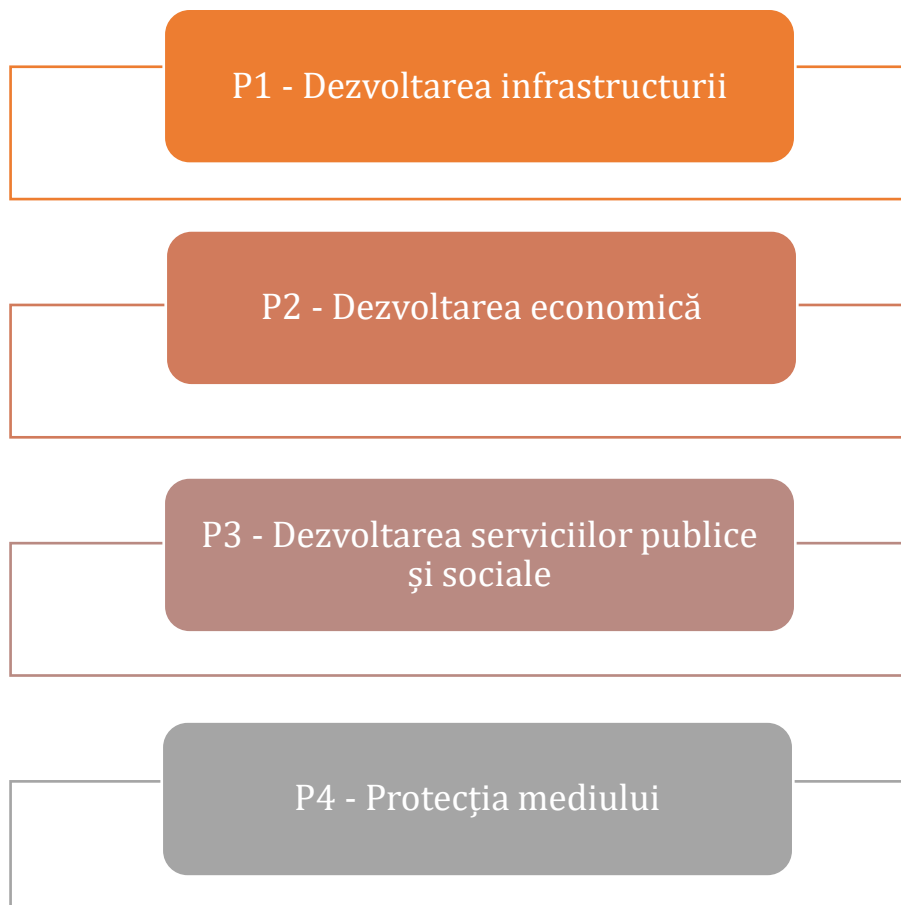 P1 - Dezvoltarea infrastructurii
P2 - Dezvoltarea economică
P3 - Dezvoltarea serviciilor publice
și sociale
P4 - Protecția mediului